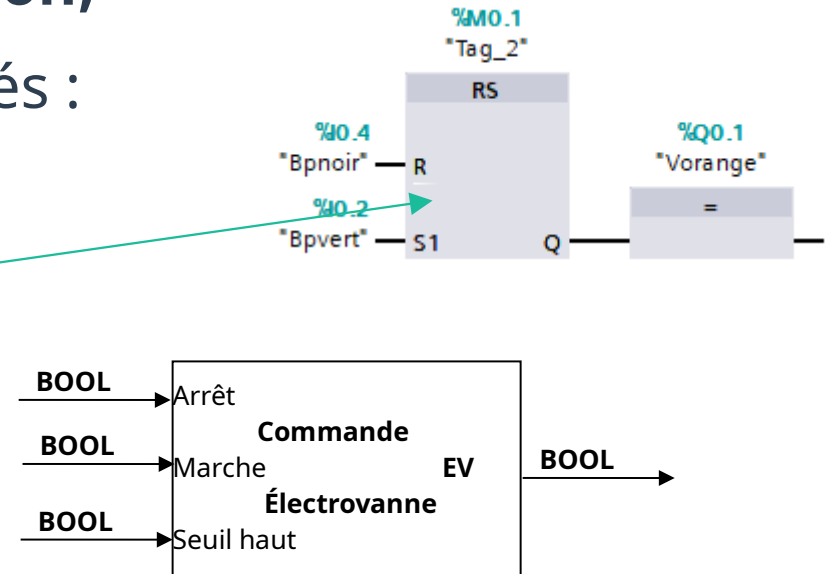 on,
és :
%M0.1
"Tag_2"
RS
%I0.4
"Bpnoir"
R
%I0.2
"Bpvert"
S1
Q
%Q0.1
"Vorange"
=
BOOL
Arrêt
Commande
BOOL
Marche
EV
BOOL
Électrovanne
BOOL
Seuil haut